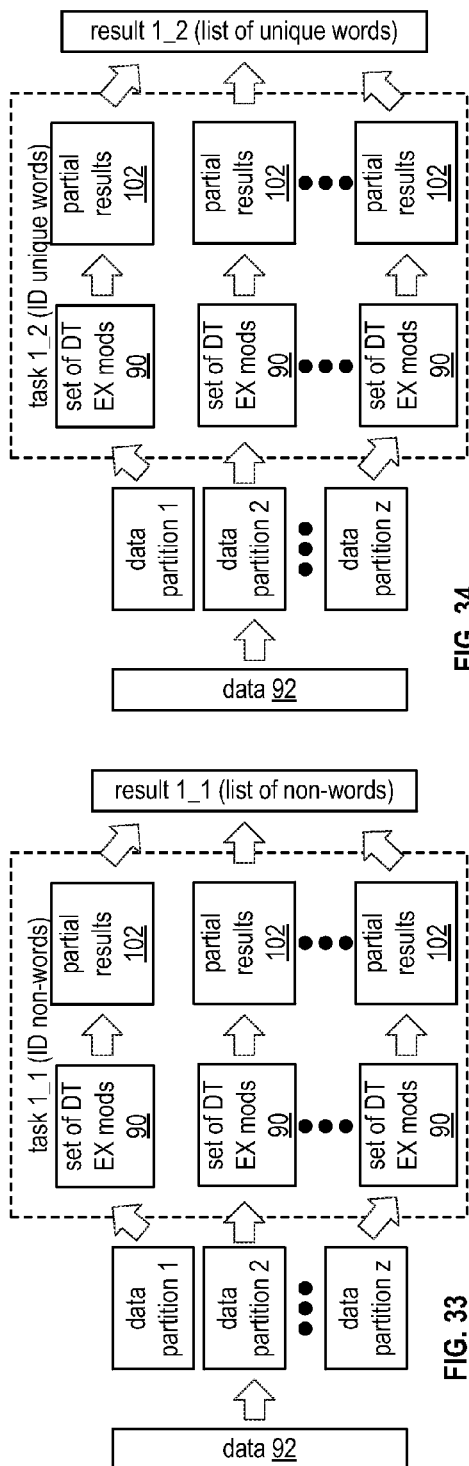 data 92
data
partition 1
data
partition 2
data
partition z
task 1_1 (ID non-words)
set of DT
EX mods
90
partial
results
102
set of DT
EX mods
90
partial
results
102
set of DT
EX mods
90
partial
results
102
result 1_1 (list of non-words)
FIG. 33
data 92
data
partition 1
data
partition 2
data
partition z
task 1_2 (ID unique words)
set of DT
EX mods
90
partial
results
102
set of DT
EX mods
90
partial
results
102
set of DT
EX mods
90
partial
results
102
result 1_2 (list of unique words)
FIG. 34